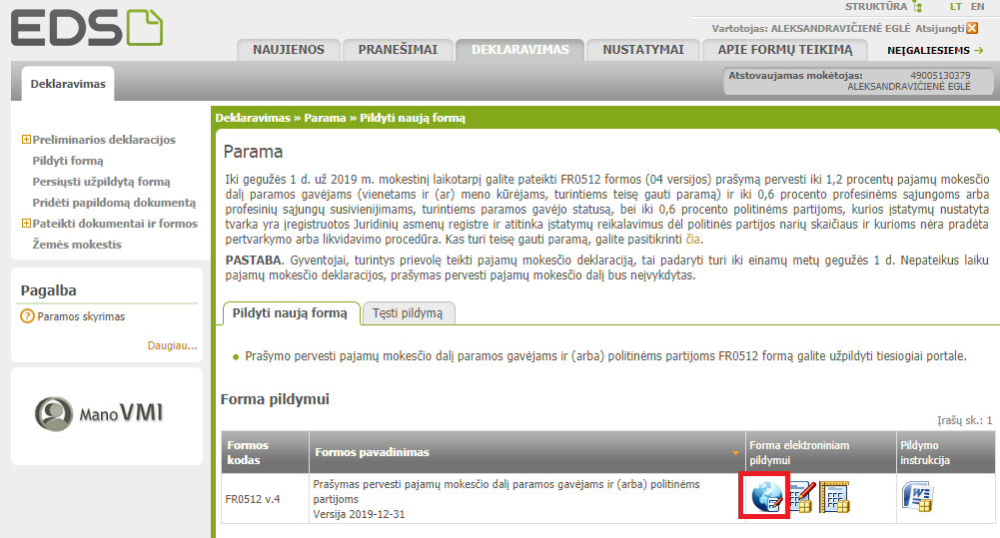 EDS
STRUKTŪRA LT EN
Vartotojas: ALEKSANDRAVIČIENĖ EGLĖ Atsijungti
NAUJIENOS PRANEŠIMAI DEKLARAVIMAS NUSTATYMAI APIE FORMŲ TEIKIMĄ NEĮGALIESIEMS
Deklaravimas
Atstovaujamas mokėtojas: 49005130379
ALEKSANDRAVIČIENĖ EGLĖ
Preliminarios deklaracijos
Pildyti formą
Persiųsti užpildytą formą
Pridėti papildomą dokumentą
Pateikti dokumentai ir formos
Žemės mokestis
Pagalba
Paramos skyrimas
Daugiau...
Mano VMI
Deklaravimas » Parama » Pildyti naują formą
Parama
Iki gegužės 1 d. už 2019 m. mokestinį laikotarpį galite pateikti FR0512 formos (04 versijos) prašymą pervesti iki 1,2 procentų pajamų mokesčio
dalį paramos gavėjams (vienetams ir (ar) meno kūrėjams, turintiems teisę gauti paramą) ir iki 0,6 procento profesinėms sąjungoms arba
profesinių sąjungų susivienijimams, turintiems paramos gavėjo statusą, bei iki 0,6 procento politinėms partijoms, kurios įstatymų nustatyta
tvarka yra įregistruotos Juridinių asmenų registre ir atitinka įstatymų reikalavimus dėl politinės partijos narių skaičiaus ir kurioms nėra pradėta
pertvarkymo arba likvidavimo procedūra. Kas turi teisę gauti paramą, galite pasitikrinti čia.
PASTABA. Gyventojai, turintys prievolę teikti pajamų mokesčio deklaraciją, tai padaryti turi iki einamų metų gegužės 1 d. Nepateikus laiku
pajamų mokesčio deklaracijos, prašymas pervesti pajamų mokesčio dalį bus neįvykdytas.
Pildyti naują formą Tęsti pildymą
Prašymo pervesti pajamų mokesčio dalį paramos gavėjams ir (arba) politinėms partijoms FR0512 formą galite užpildyti tiesiogiai portale.
Forma pildymui
Įrašų sk.: 1
Formos kodas Formos pavadinimas Forma elektroniniam pildymui Pildymo instrukcija
FR0512 v.4
Prašymas pervesti pajamų mokesčio dalį paramos gavėjams ir (arba) politinėms
partijoms
Versija 2019-12-31